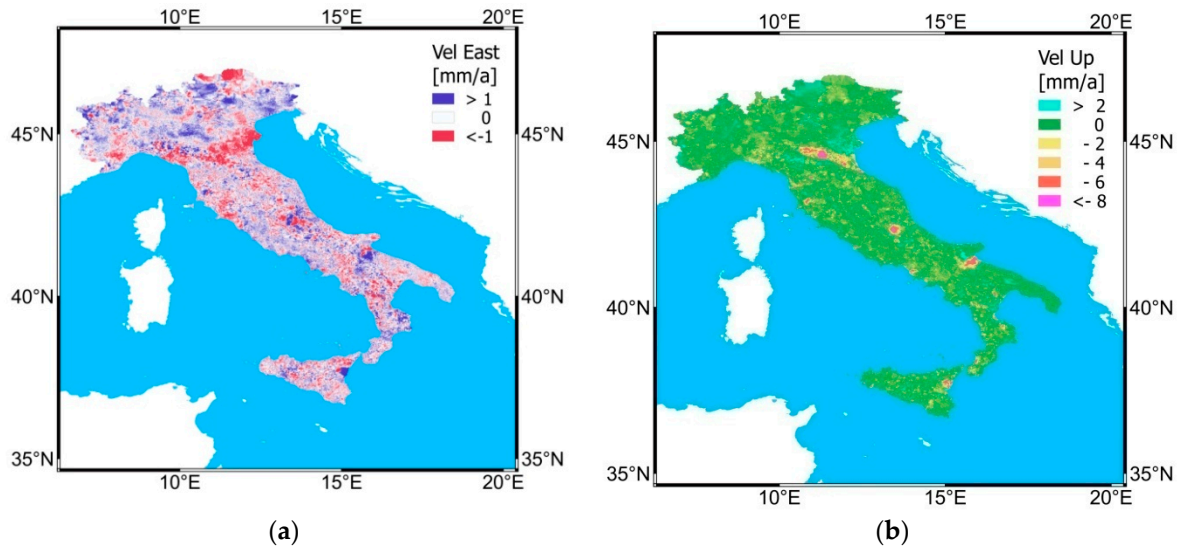 10°E 15°E 20°E
Vel East
[mm/a]
> 1
0
<-1
45°N
40°N
35°N
10°E 15°E 20°E
(a)
10°E 15°E 20°E
Vel Up
[mm/a]
> 2
0
- 2
- 4
- 6
<- 8
45°N 45°N
40°N 40°N
35°N 35°N
10°E 15°E 20°E
(b)
45°N
40°N
35°N